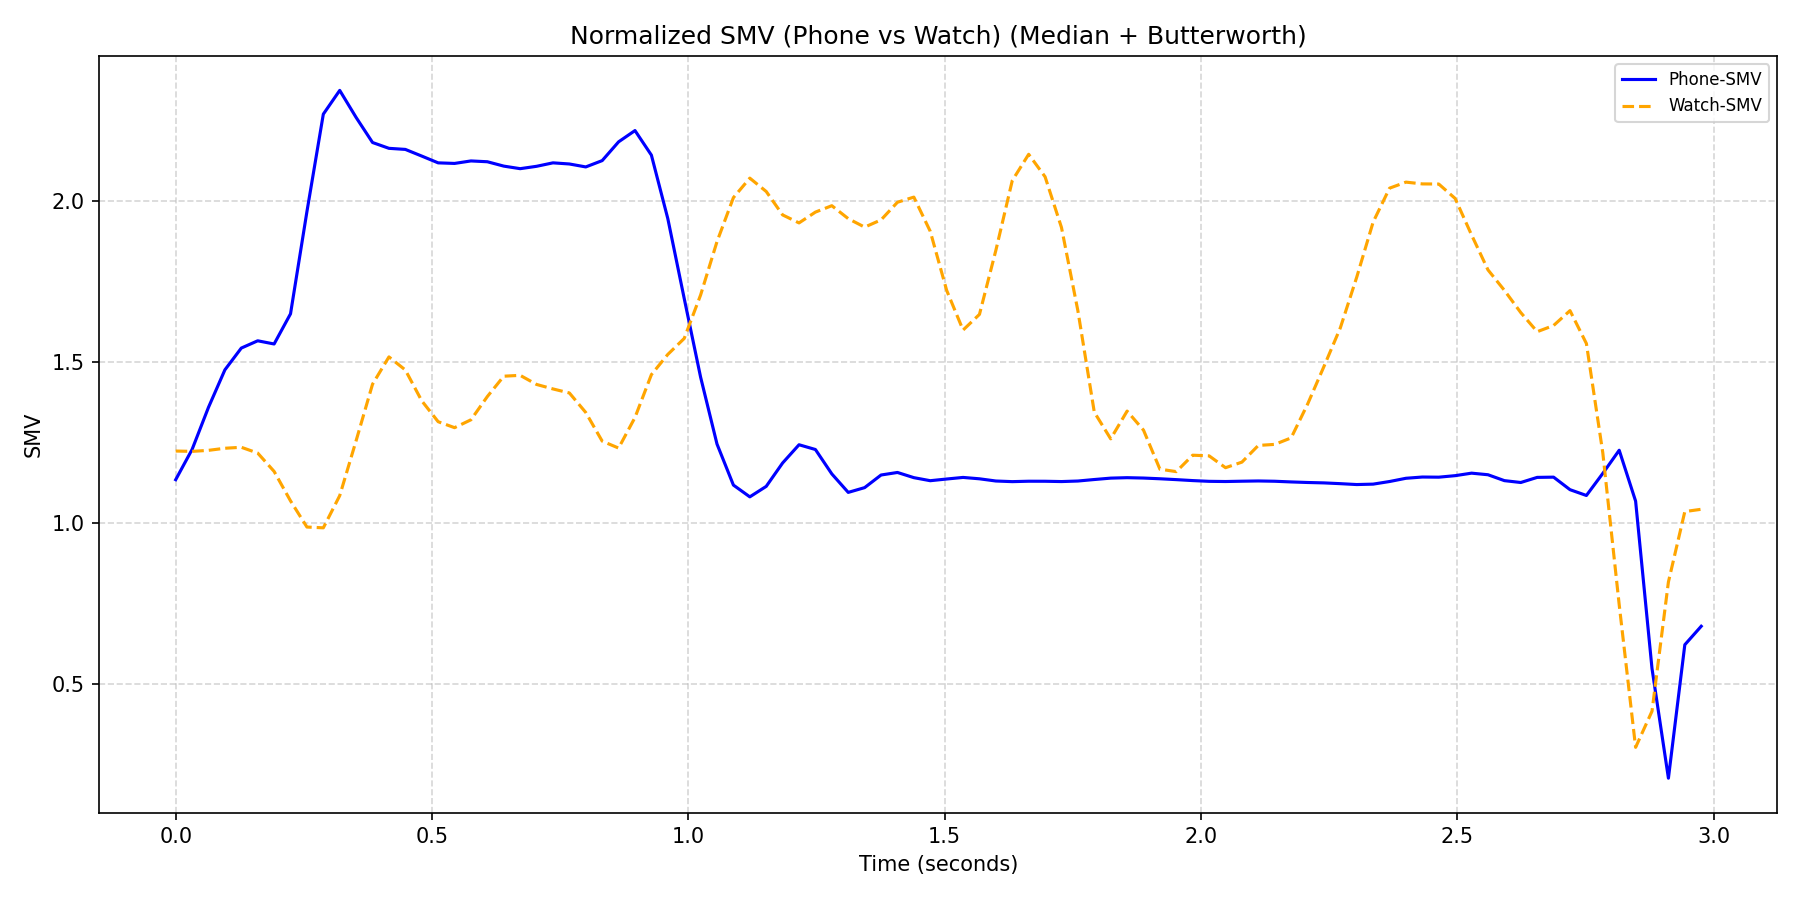 Normalized SMV (Phone vs Watch) (Median + Butterworth)
Phone-SMV
Watch-SMV
SMV
2.0
1.5
1.0
0.5
0.0 0.5 1.0 1.5 2.0 2.5 3.0
Time (seconds)